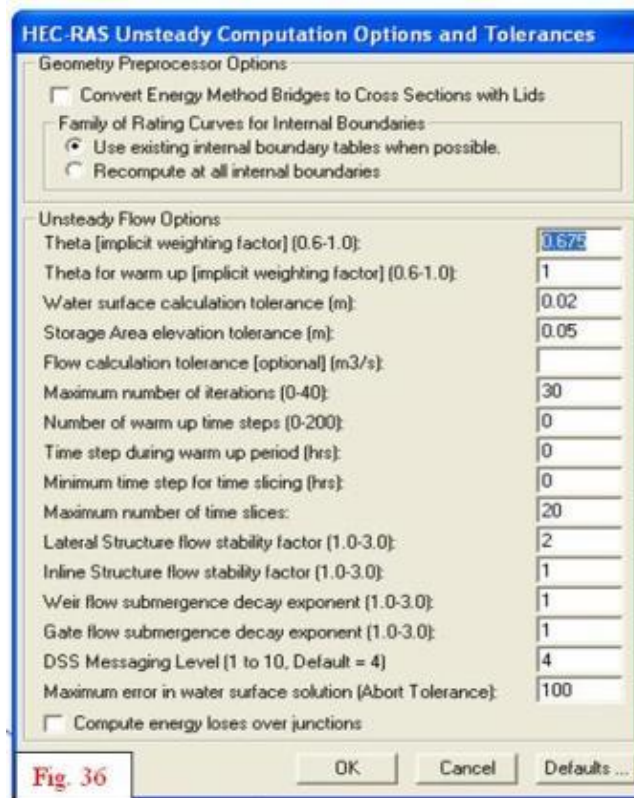 HEC-RAS Unsteady Computation Options and Tolerances
Geometry Preprocessor Options
Convert Energy Method Bridges to Cross Sections with Lids
Family of Rating Curves for Internal Boundaries
Use existing internal boundary tables when possible.
Recompute at all internal boundaries
Unsteady Flow Options
Theta [implicit weighting factor] (0.6-1.0): 0.675
Theta for warm up [implicit weighting factor] (0.6-1.0): 1
Water surface calculation tolerance (m): 0.02
Storage Area elevation tolerance (m): 0.05
Flow calculation tolerance [optional] (m3/s):
Maximum number of iterations (0-40): 30
Number of warm up time steps (0-200): 0
Time step during warm up period (hrs): 0
Minimum time step for time slicing (hrs): 0
Maximum number of time slices: 20
Lateral Structure flow stability factor (1.0-3.0): 2
Inline Structure flow stability factor (1.0-3.0): 1
Weir flow submergence decay exponent (1.0-3.0): 1
Gate flow submergence decay exponent (1.0-3.0): 1
DSS Messaging Level (1 to 10, Default = 4) 4
Maximum error in water surface solution (Abort Tolerance): 100
Compute energy loses over junctions
Fig. 36 OK Cancel Defaults ...